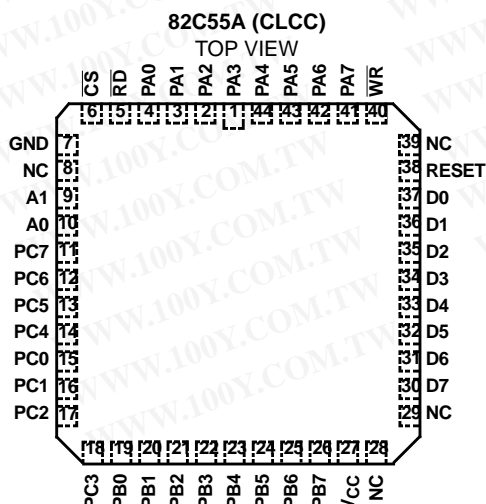 82C55A (CLCC)
TOP VIEW
CS RD PA0 PA1 PA2 PA3 PA4 PA5 PA6 PA7 WR
6 5 4 3 2 1 44 43 42 41 40
GND 7 39 NC
NC 8 38 RESET
A1 9 37 D0
A0 10 36 D1
PC7 11 35 D2
PC6 12 34 D3
PC5 13 33 D4
PC4 14 32 D5
PC0 15 31 D6
PC1 16 30 D7
PC2 17 29 NC
18 19 20 21 22 23 24 25 26 27 28
PC3 PB0 PB1 PB2 PB3 PB4 PB5 PB6 PB7 VCC NC
WWW.100Y.COM.TW